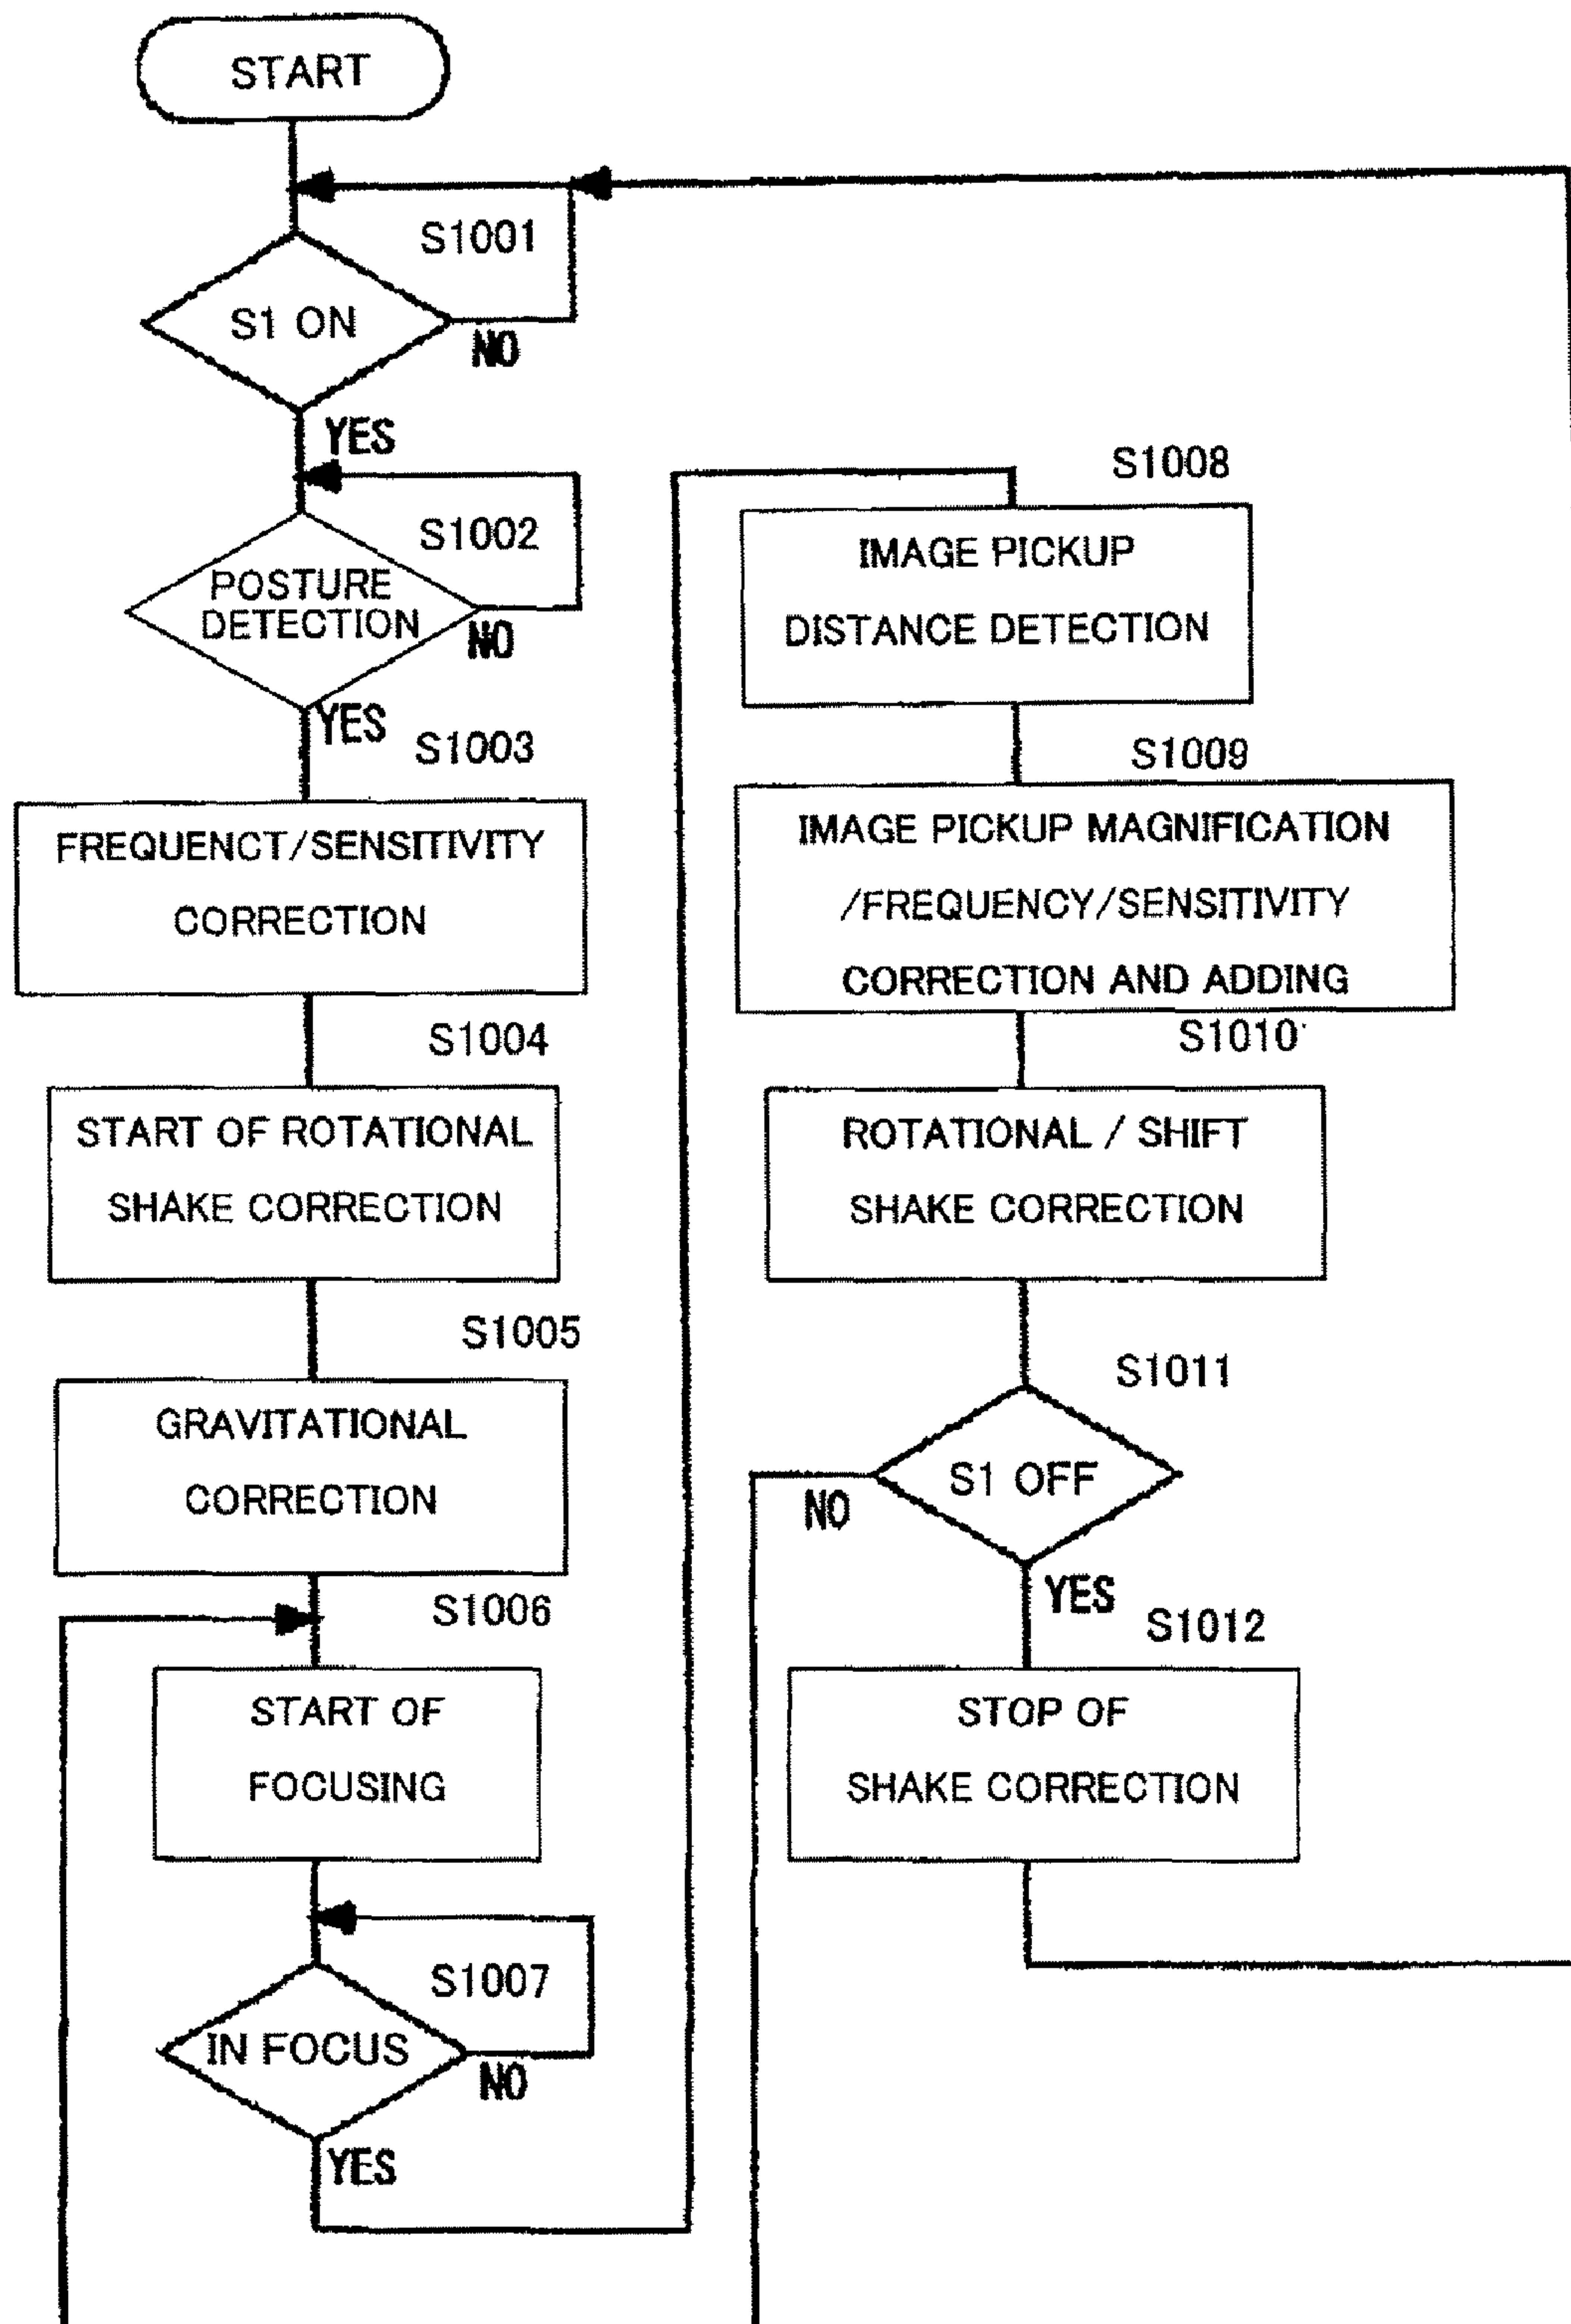 START
S1001
S1 ON
NO
YES
S1002
POSTURE
DETECTION
NO
YES
S1003
FREQUENCT/SENSITIVITY
CORRECTION
S1004
START OF ROTATIONAL
SHAKE CORRECTION
S1005
GRAVITATIONAL
CORRECTION
S1006
START OF
FOCUSING
S1007
IN FOCUS
NO
YES
S1008
IMAGE PICKUP
DISTANCE DETECTION
S1009
IMAGE PICKUP MAGNIFICATION
/FREQUENCY/SENSITIVITY
CORRECTION AND ADDING
S1010
ROTATIONAL / SHIFT
SHAKE CORRECTION
S1011
S1 OFF
NO
YES
S1012
STOP OF
SHAKE CORRECTION